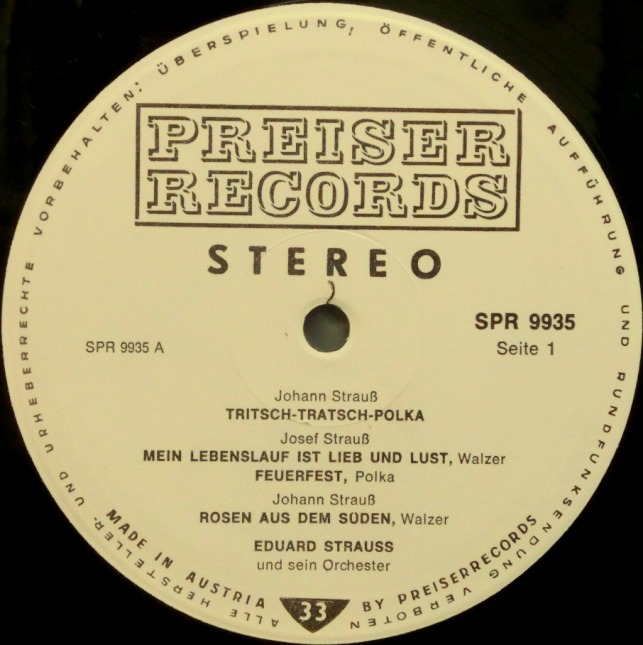 ALLE HERSTELLER- UND URHEBERRECHTE VORBEHALTEN; ÜBERSPIELUNG, ÖFFENTLICHE AUFFÜHRUNG UND RUNDFUNKSENDUNG VERBOTEN
PREISER
RECORDS
STEREO
SPR 9935
SPR 9935 A
Seite 1
Johann Strauß
TRITSCH-TRATSCH-POLKA
Josef Strauß
MEIN LEBENSLAUF IST LIEB UND LUST, Walzer
FEUERFEST, Polka
Johann Strauß
ROSEN AUS DEM SÜDEN, Walzer
EDUARD STRAUSS
und sein Orchester
MADE IN AUSTRIA
33
BY PREISERRECORDS